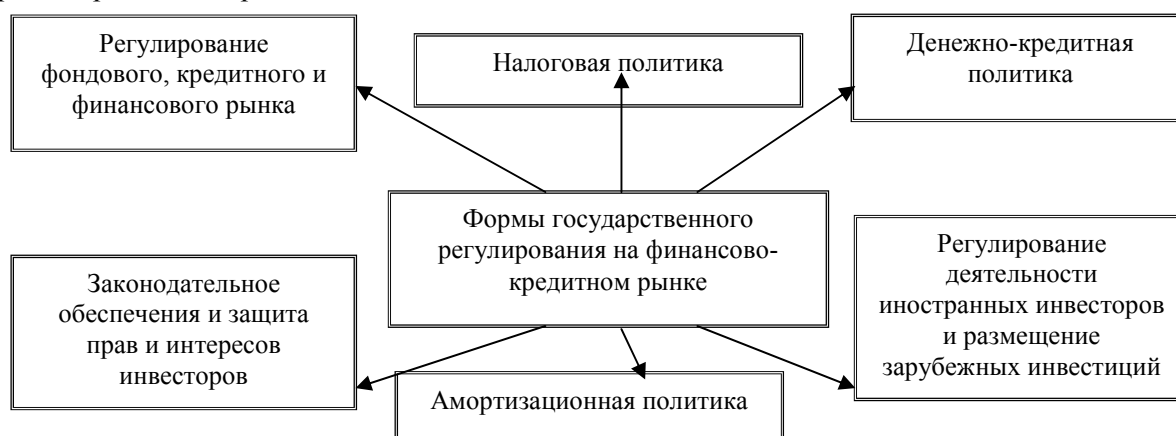 Регулирование
фондового, кредитного и
финансового рынка
Налоговая политика
Денежно-кредитная
политика
Формы государственного
регулирования на финансово-
кредитном рынке
Законодательное
обеспечения и защита
прав и интересов
инвесторов
Регулирование
деятельности
иностранных инвесторов
и размещение
зарубежных инвестиций
Амортизационная политика